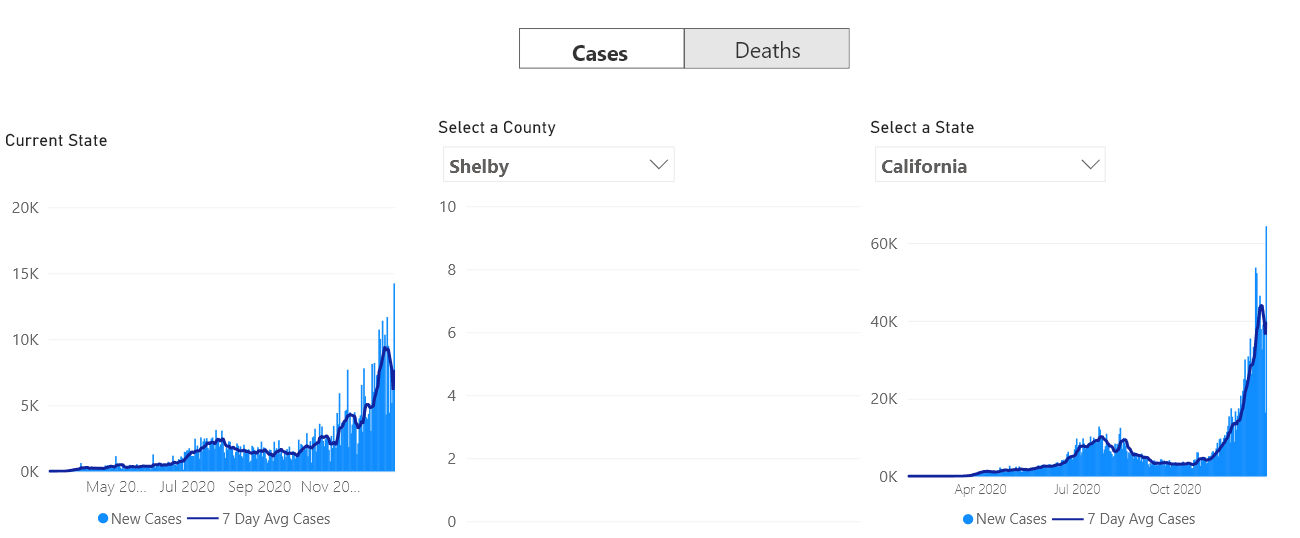 Cases
Deaths
Current State
20K
15K
10K
5K
0K
May 20...
Jul 2020
Sep 2020
Nov 20...
New Cases
7 Day Avg Cases
Select a County
Shelby
10
8
6
4
2
0
Select a State
California
60K
40K
20K
0K
Apr 2020
Jul 2020
Oct 2020
New Cases
7 Day Avg Cases